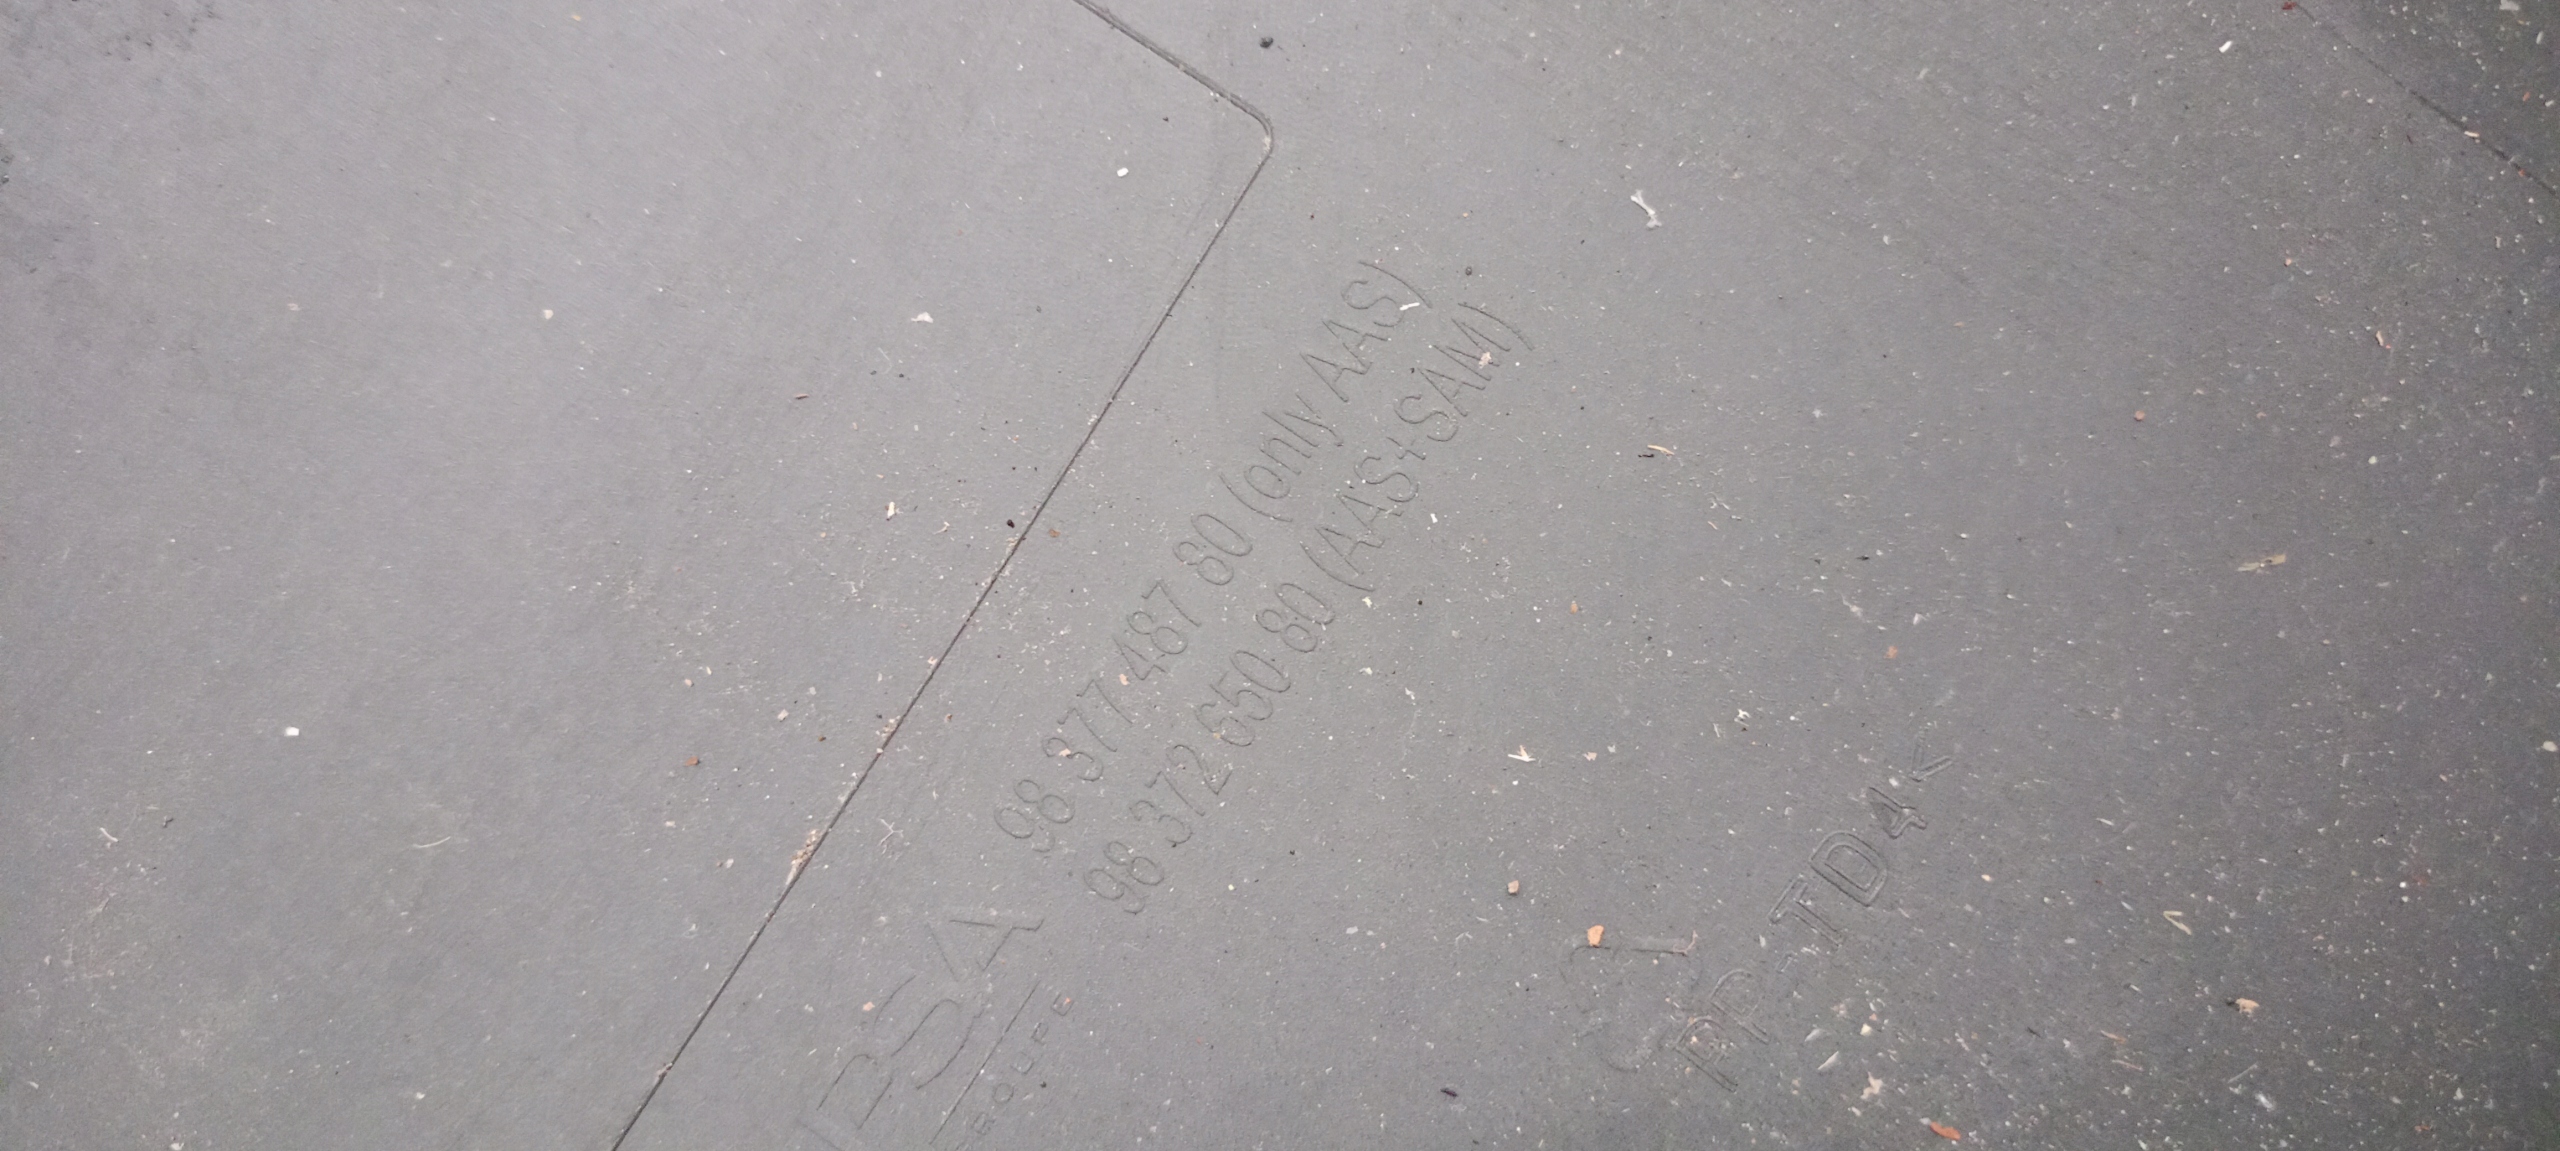 98 377 487 80 (only AAS)
98 372 650 80 (AAS+SAM)
PSA
GROUPE
PP-TD4<